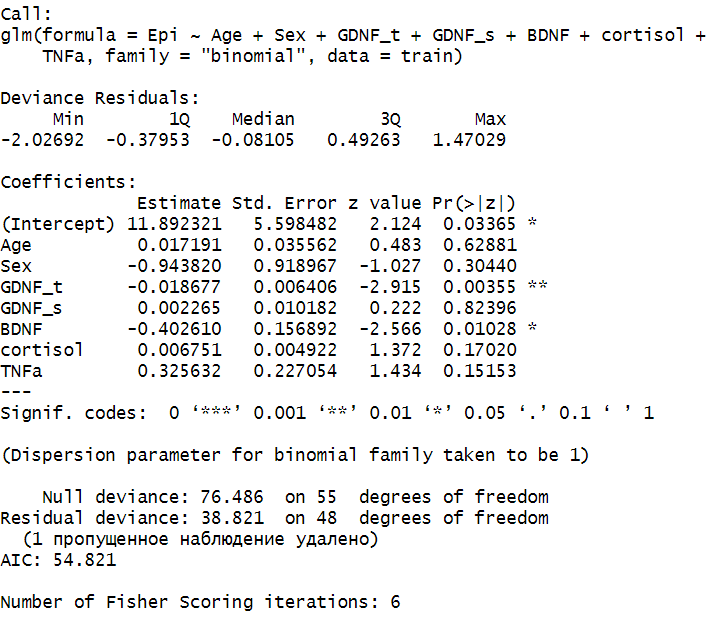 Call:
glm(formula = Epi ~ Age + Sex + GDNF_t + GDNF_s + BDNF + cortisol +
    TNFa, family = "binomial", data = train)

Deviance Residuals:
     Min       1Q   Median       3Q      Max
-2.02692 -0.37953 -0.08105  0.49263  1.47029

Coefficients:
             Estimate Std. Error z value Pr(>|z|)
(Intercept) 11.892321   5.598482   2.124  0.03365 *
Age          0.017191   0.035562   0.483  0.62881
Sex         -0.943820   0.918967  -1.027  0.30440
GDNF_t      -0.018677   0.006406  -2.915  0.00355 **
GDNF_s       0.002265   0.010182   0.222  0.82396
BDNF        -0.402610   0.156892  -2.566  0.01028 *
cortisol     0.006751   0.004922   1.372  0.17020
TNFa         0.325632   0.227054   1.434  0.15153
---
Signif. codes:  0 ‘***’ 0.001 ‘**’ 0.01 ‘*’ 0.05 ‘.’ 0.1 ‘ ’ 1

(Dispersion parameter for binomial family taken to be 1)

    Null deviance: 76.486  on 55  degrees of freedom
Residual deviance: 38.821  on 48  degrees of freedom
  (1 пропущенное наблюдение удалено)
AIC: 54.821

Number of Fisher Scoring iterations: 6